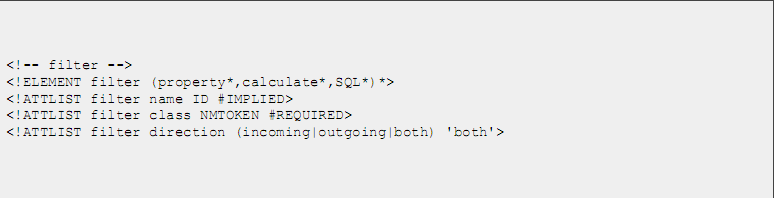 <!-- filter -->
<!ELEMENT filter (property*,calculate*,SQL*)*>
<!ATTLIST filter name ID #IMPLIED>
<!ATTLIST filter class NMTOKEN #REQUIRED>
<!ATTLIST filter direction (incoming|outgoing|both) 'both'>